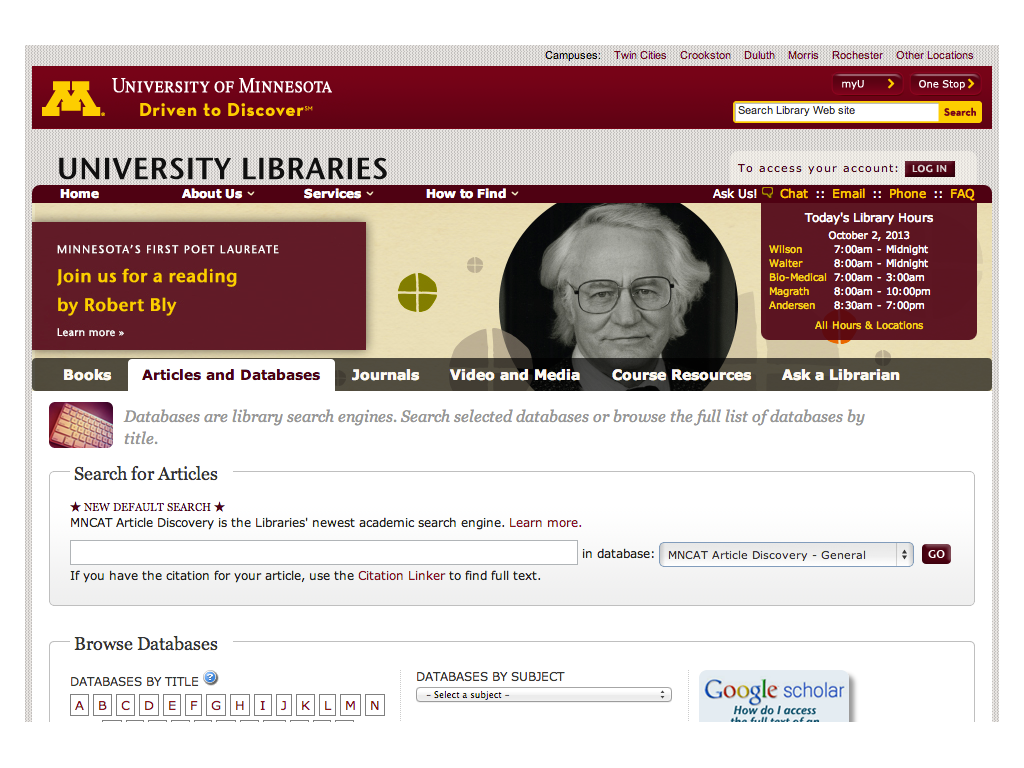 Campuses: Twin Cities Crookston Duluth Morris Rochester Other Locations
M
UNIVERSITY OF MINNESOTA
Driven to Discover℠
myU One Stop
Search Library Web site Search
UNIVERSITY LIBRARIES
To access your account: LOG IN
Home About Us Services How to Find Ask Us! Chat :: Email :: Phone :: FAQ
MINNESOTA'S FIRST POET LAUREATE
Join us for a reading
by Robert Bly
Learn more »
Today's Library Hours
October 2, 2013
Wilson 7:00am - Midnight
Walter 8:00am - Midnight
Bio-Medical 7:00am - 3:00am
Magrath 8:00am - 10:00pm
Andersen 8:30am - 7:00pm
All Hours & Locations
Books Articles and Databases Journals Video and Media Course Resources Ask a Librarian
Databases are library search engines. Search selected databases or browse the full list of databases by
title.
Search for Articles
★ NEW DEFAULT SEARCH ★
MNCAT Article Discovery is the Libraries' newest academic search engine. Learn more.
in database: MNCAT Article Discovery - General GO
If you have the citation for your article, use the Citation Linker to find full text.
Browse Databases
DATABASES BY TITLE ?
A B C D E F G H I J K L M N
DATABASES BY SUBJECT
- Select a subject -
Google scholar
How do I access
the full text of an